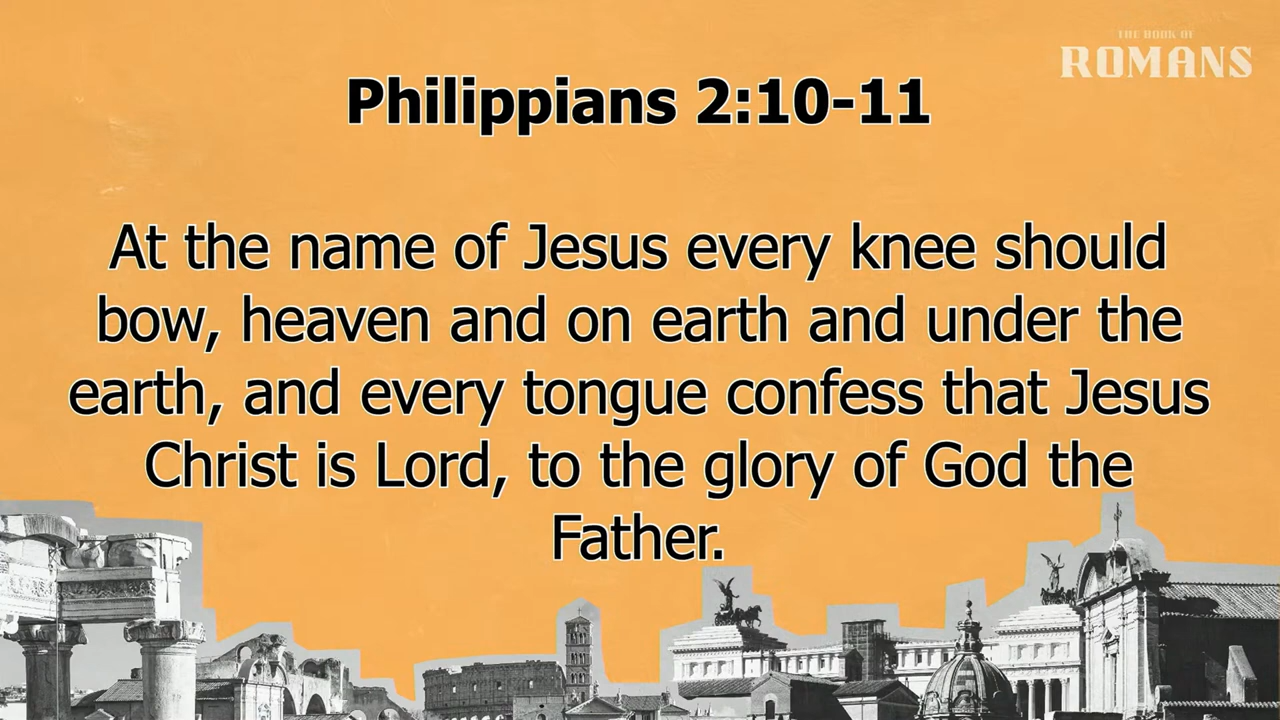 THE BOOK OF
ROMANS
Philippians 2:10-11
At the name of Jesus every knee should
bow, heaven and on earth and under the
earth, and every tongue confess that Jesus
Christ is Lord, to the glory of God the
Father.